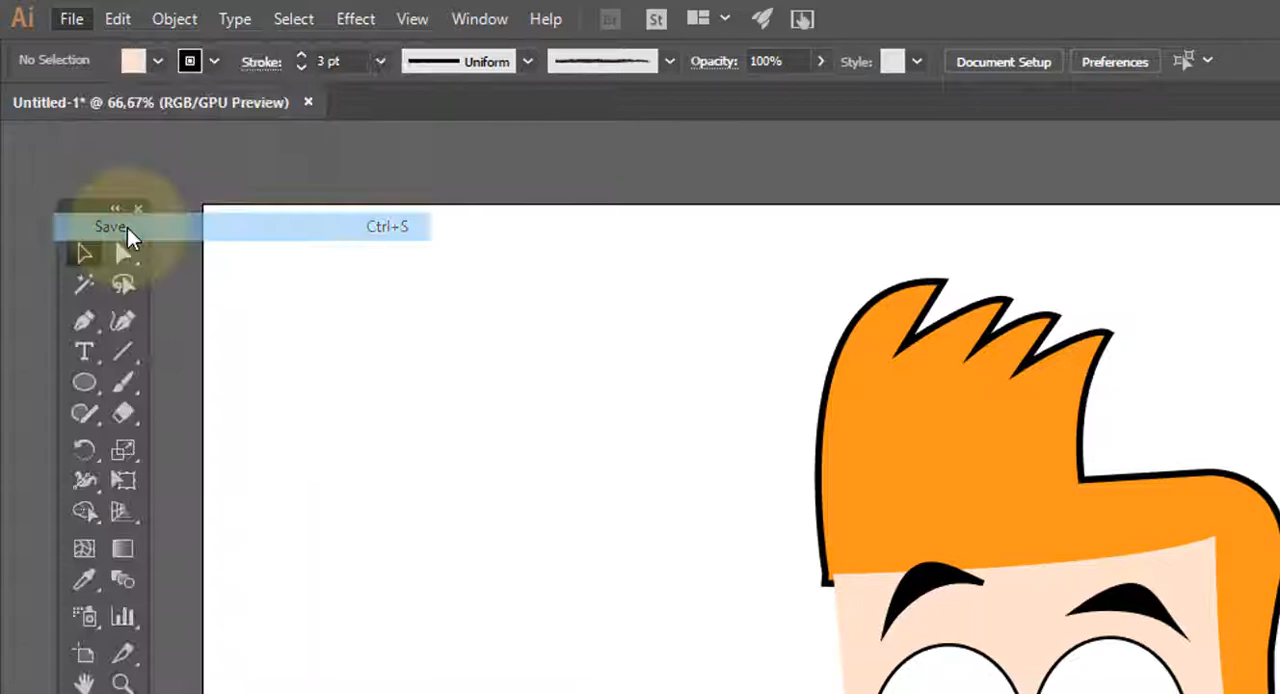 Ai File Edit Object Type Select Effect View Window Help Br St
No Selection Stroke: 3 pt Uniform Opacity: 100% Style: Document Setup Preferences
Untitled-1* @ 66,67% (RGB/GPU Preview) ×
Save Ctrl+S